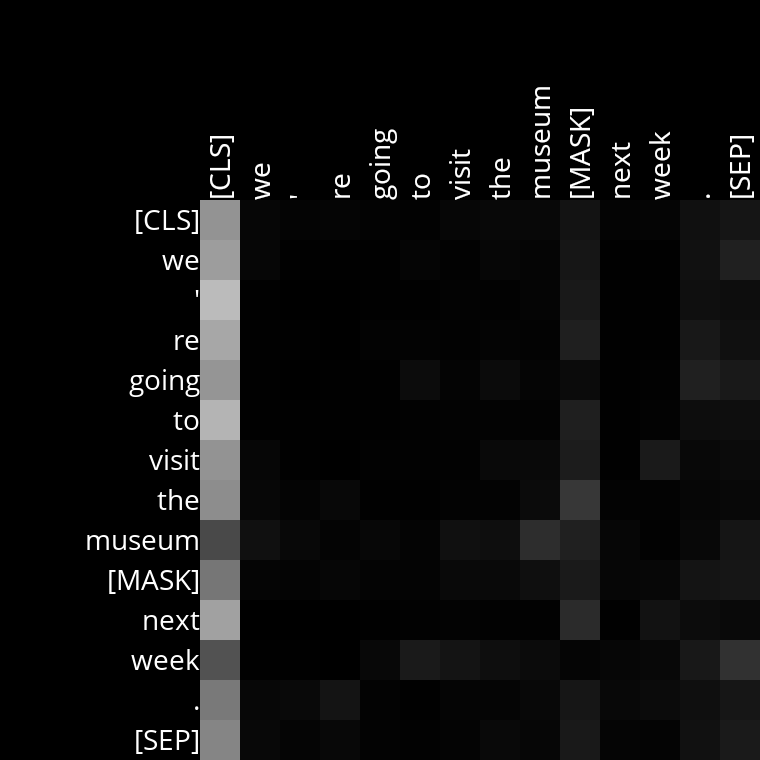 [CLS] we ' re going to visit the museum [MASK] next week . [SEP]
[CLS]
we
'
re
going
to
visit
the
museum
[MASK]
next
week
.
[SEP]